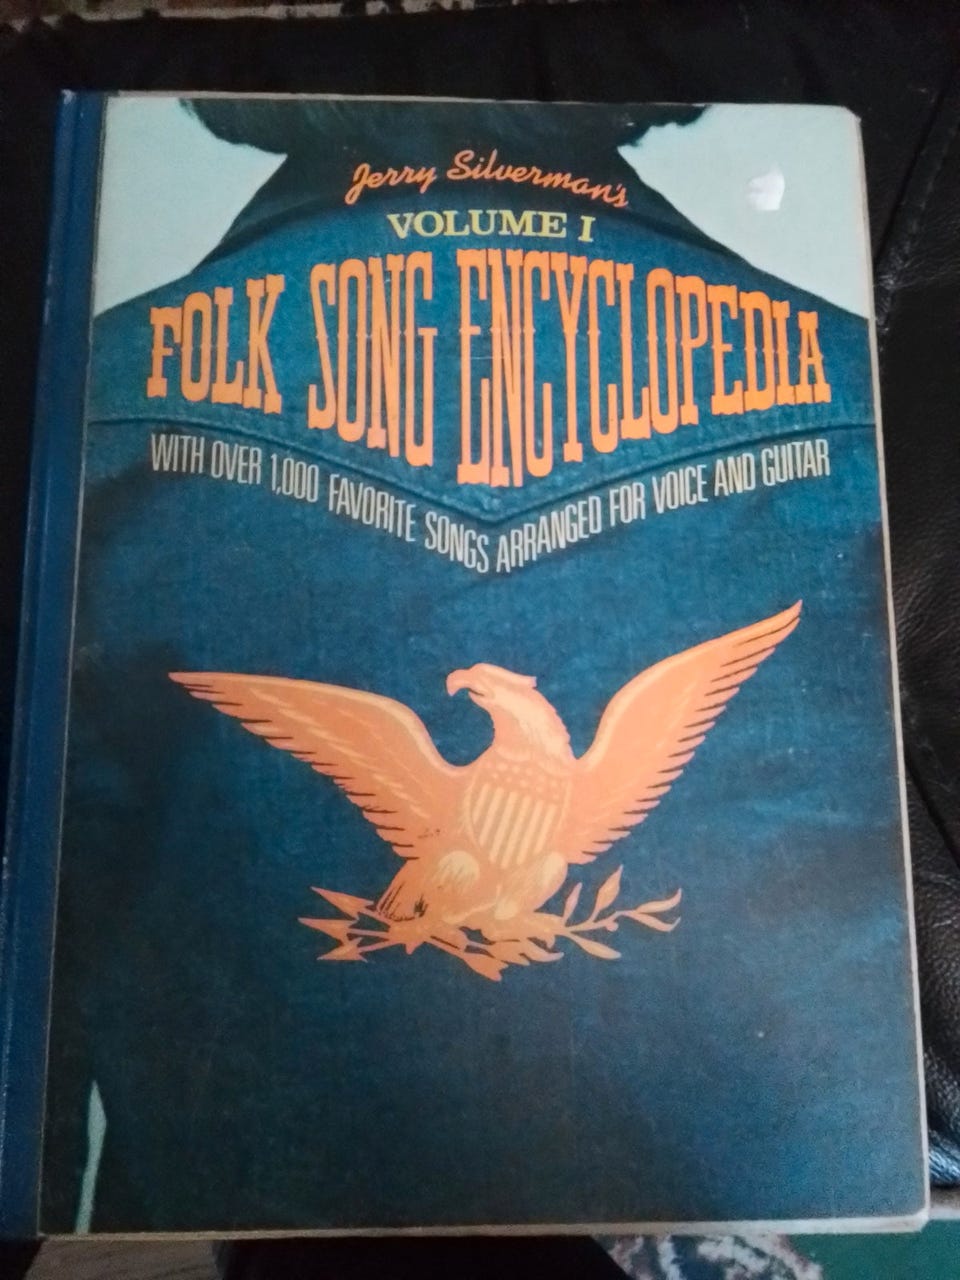 Jerry Silverman's
VOLUME I
FOLK SONG ENCYCLOPEDIA
WITH OVER 1,000 FAVORITE SONGS ARRANGED FOR VOICE AND GUITAR